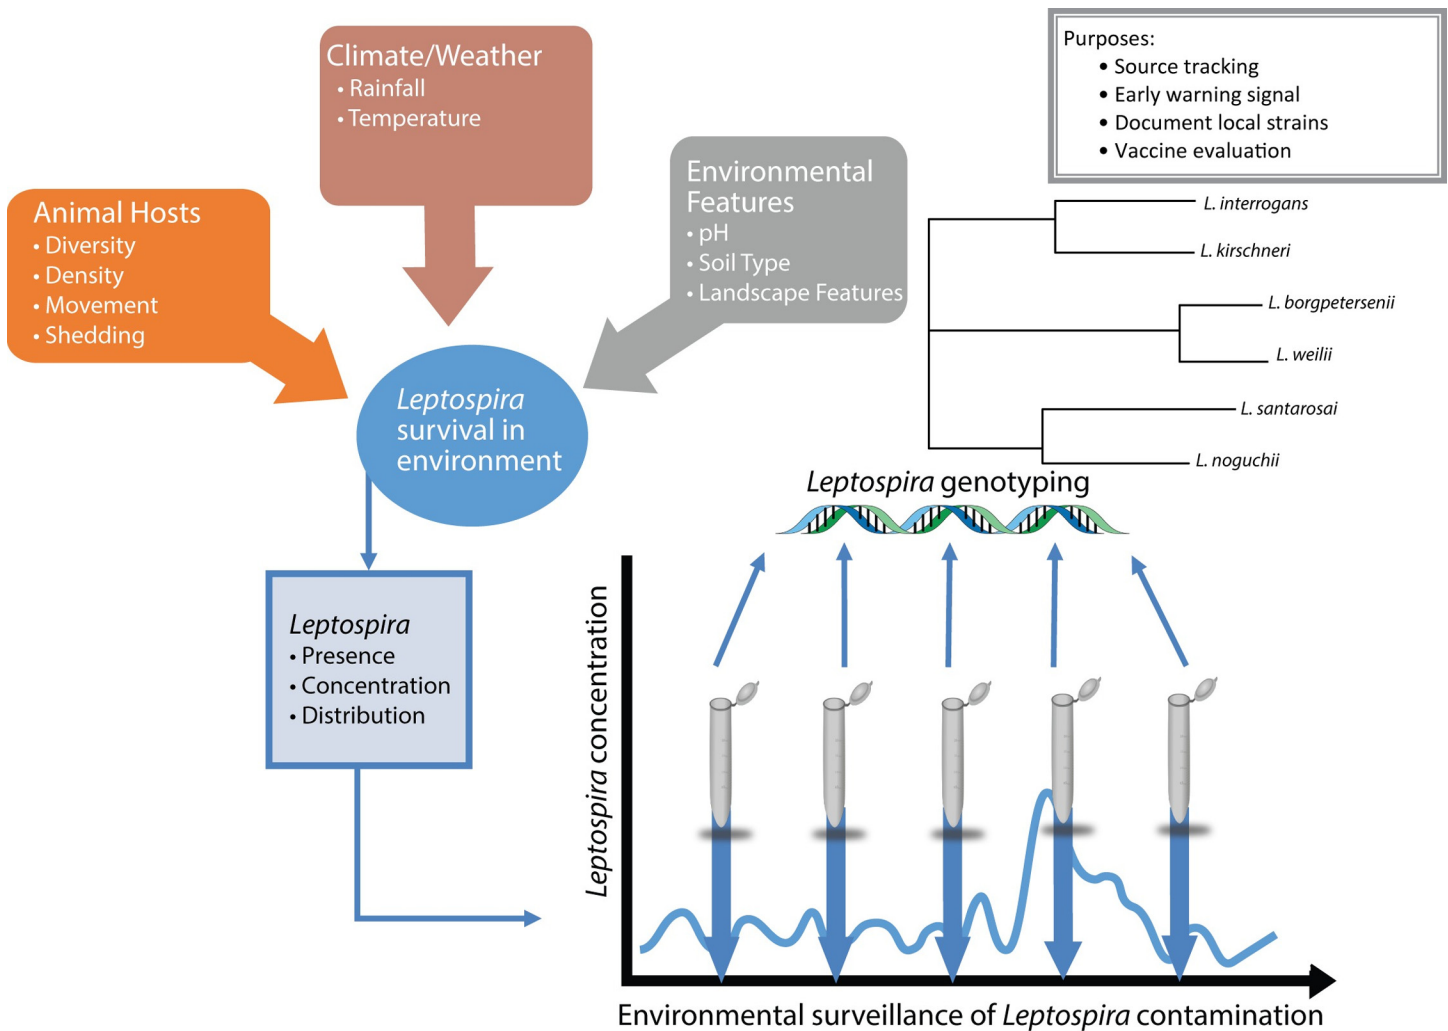 Climate/Weather
• Rainfall
• Temperature
Purposes:
• Source tracking
• Early warning signal
• Document local strains
• Vaccine evaluation
Environmental
Features
• pH
• Soil Type
• Landscape Features
Animal Hosts
• Diversity
• Density
• Movement
• Shedding
L. interrogans
L. kirschneri
L. borgpetersenii
L. weilii
L. santarosai
L. noguchii
Leptospira
survival in
environment
Leptospira genotyping
Leptospira
• Presence
• Concentration
• Distribution
Leptospira concentration
Environmental surveillance of Leptospira contamination